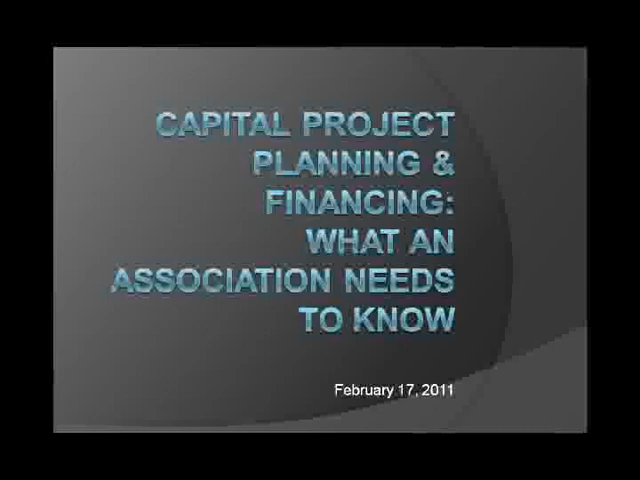 CAPITAL PROJECT
PLANNING &
FINANCING:
WHAT AN
ASSOCIATION NEEDS
TO KNOW
February 17, 2011